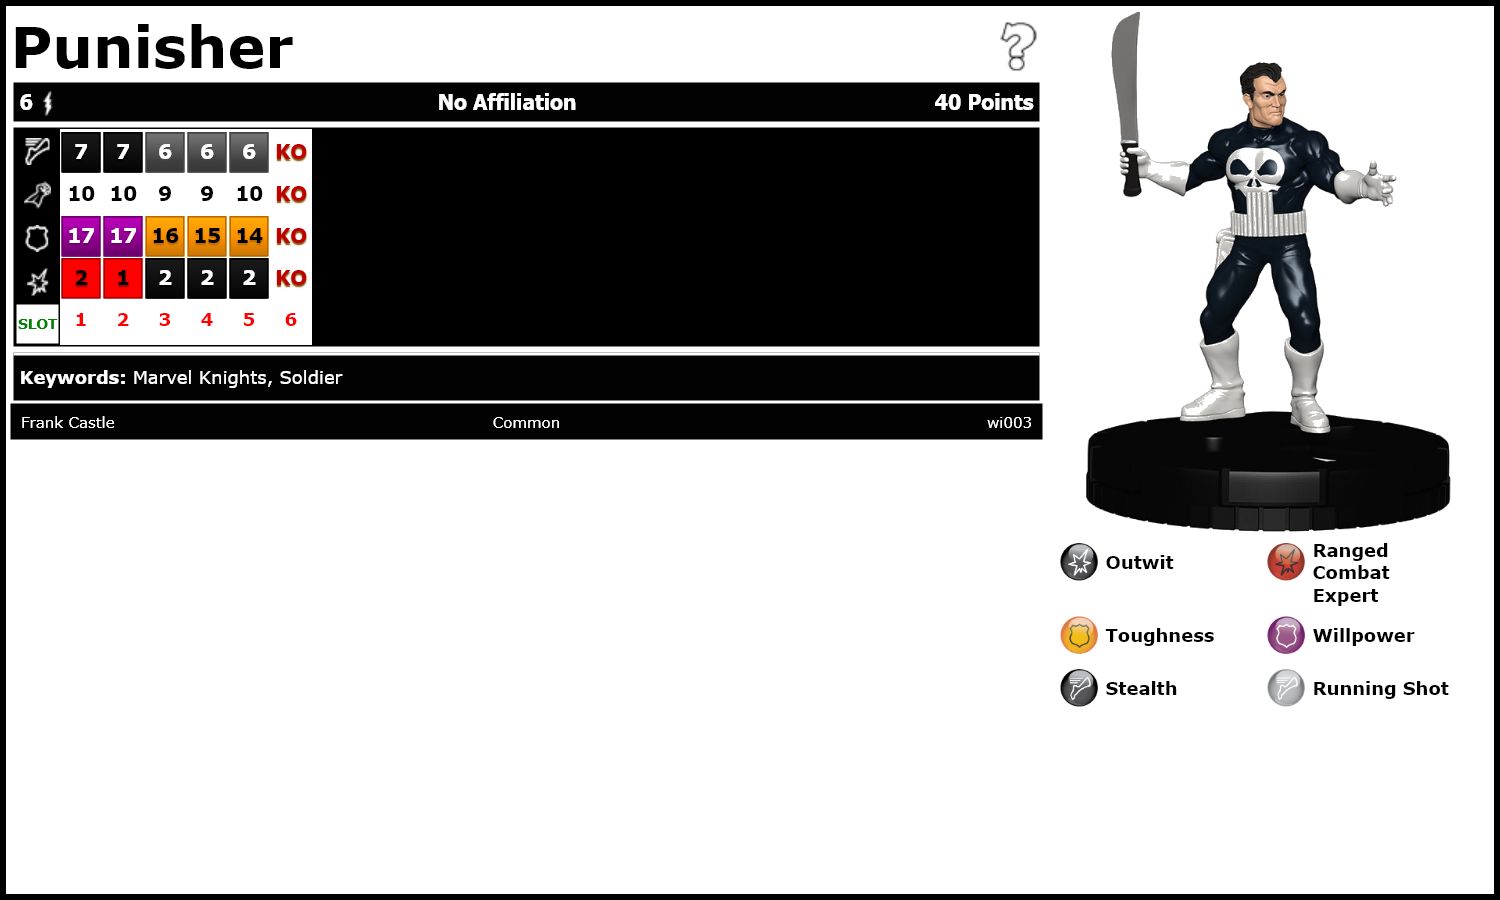 Punisher
6 No Affiliation 40 Points
7 7 6 6 6 KO
10 10 9 9 10 KO
17 17 16 15 14 KO
2 1 2 2 2 KO
SLOT 1 2 3 4 5 6
Keywords: Marvel Knights, Soldier
Frank Castle Common wi003
Outwit
Ranged
Combat
Expert
Toughness
Willpower
Stealth
Running Shot